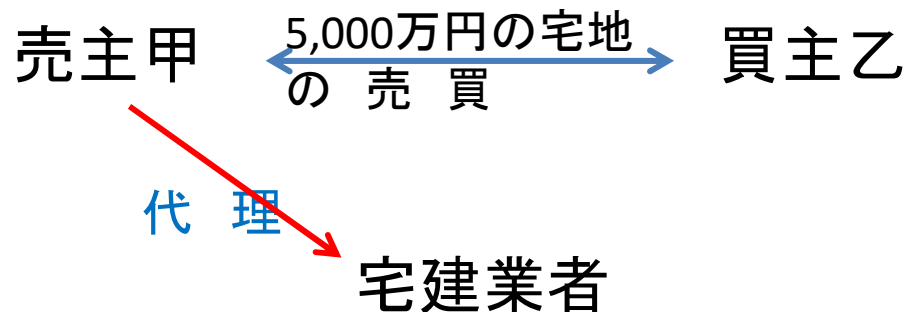 売主甲
5,000万円の宅地
の 売 買
買主乙
代 理
宅建業者